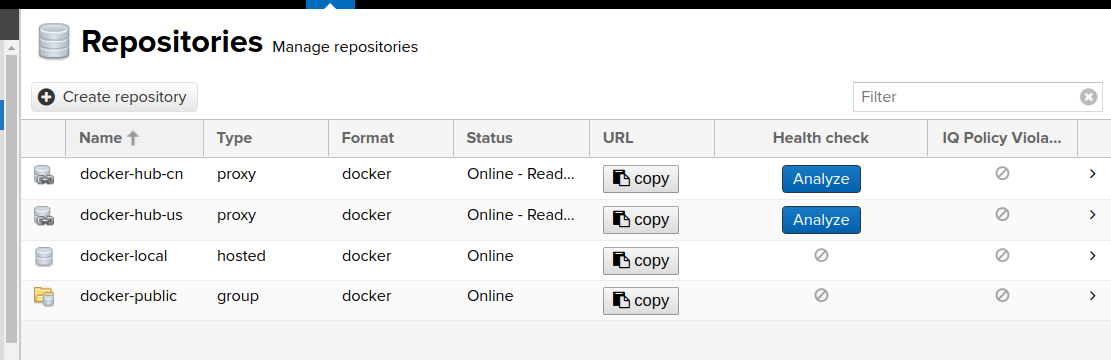 Repositories Manage repositories
Create repository
Filter
Name Type Format Status URL Health check IQ Policy Viola...
docker-hub-cn proxy docker Online - Read... copy Analyze
docker-hub-us proxy docker Online - Read... copy Analyze
docker-local hosted docker Online copy
docker-public group docker Online copy